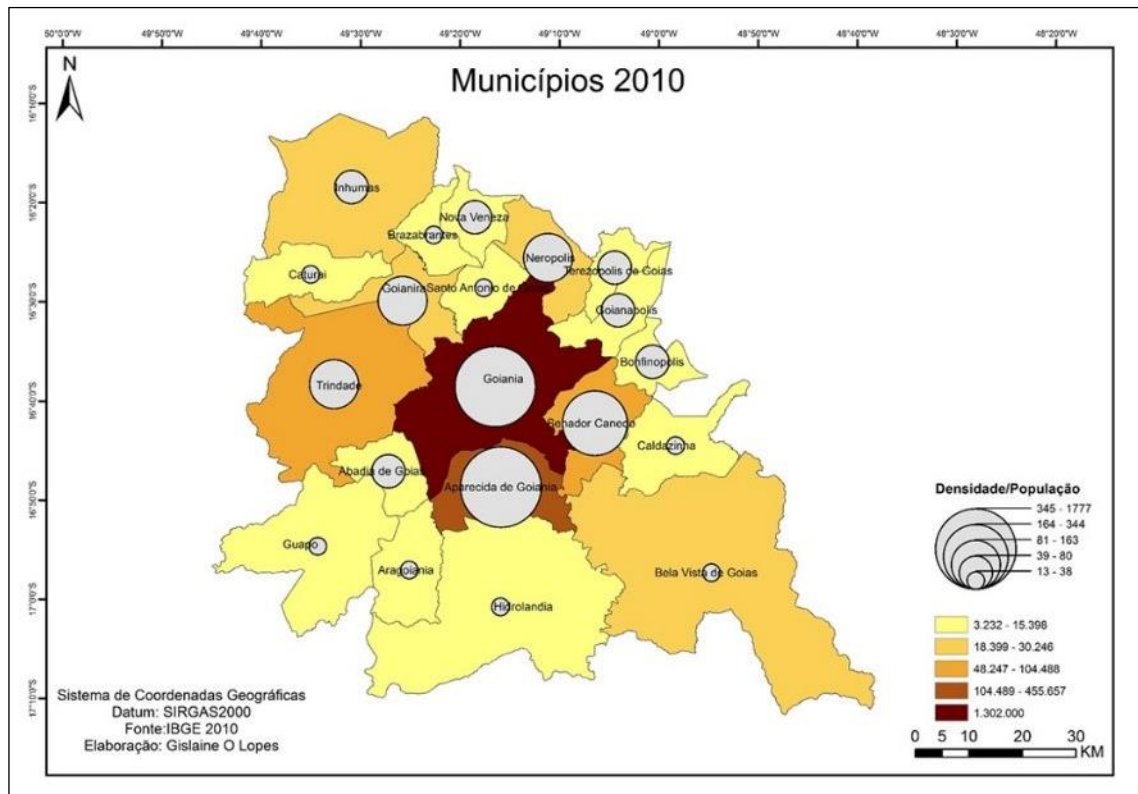 50°0'0"W 49°50'0"W 49°40'0"W 49°30'0"W 49°20'0"W 49°10'0"W 49°0'0"W 48°50'0"W 48°40'0"W 48°30'0"W 48°20'0"W
N
Municípios 2010
16°10'0"S
16°20'0"S
16°30'0"S
16°40'0"S
16°50'0"S
17°0'0"S
17°10'0"S
Inhumas
Nova Veneza
Brazabrantes
Neropolis
Terezopolis de Goias
Caturai
Goianira
Santo Antonio de
Goianapolis
Bonfinopolis
Goiania
Trindade
Senador Canedo
Caldazinha
Abadia de Goias
Aparecida de Goiania
Guapo
Aragoiania
Bela Vista de Goias
Hidrolandia
Densidade/População
345 - 1777
164 - 344
81 - 163
39 - 80
13 - 38
3.232 - 15.398
18.399 - 30.246
48.247 - 104.488
104.489 - 455.657
1.302.000
Sistema de Coordenadas Geográficas
Datum: SIRGAS2000
Fonte:IBGE 2010
Elaboração: Gislaine O Lopes
0 5 10 20 30
KM